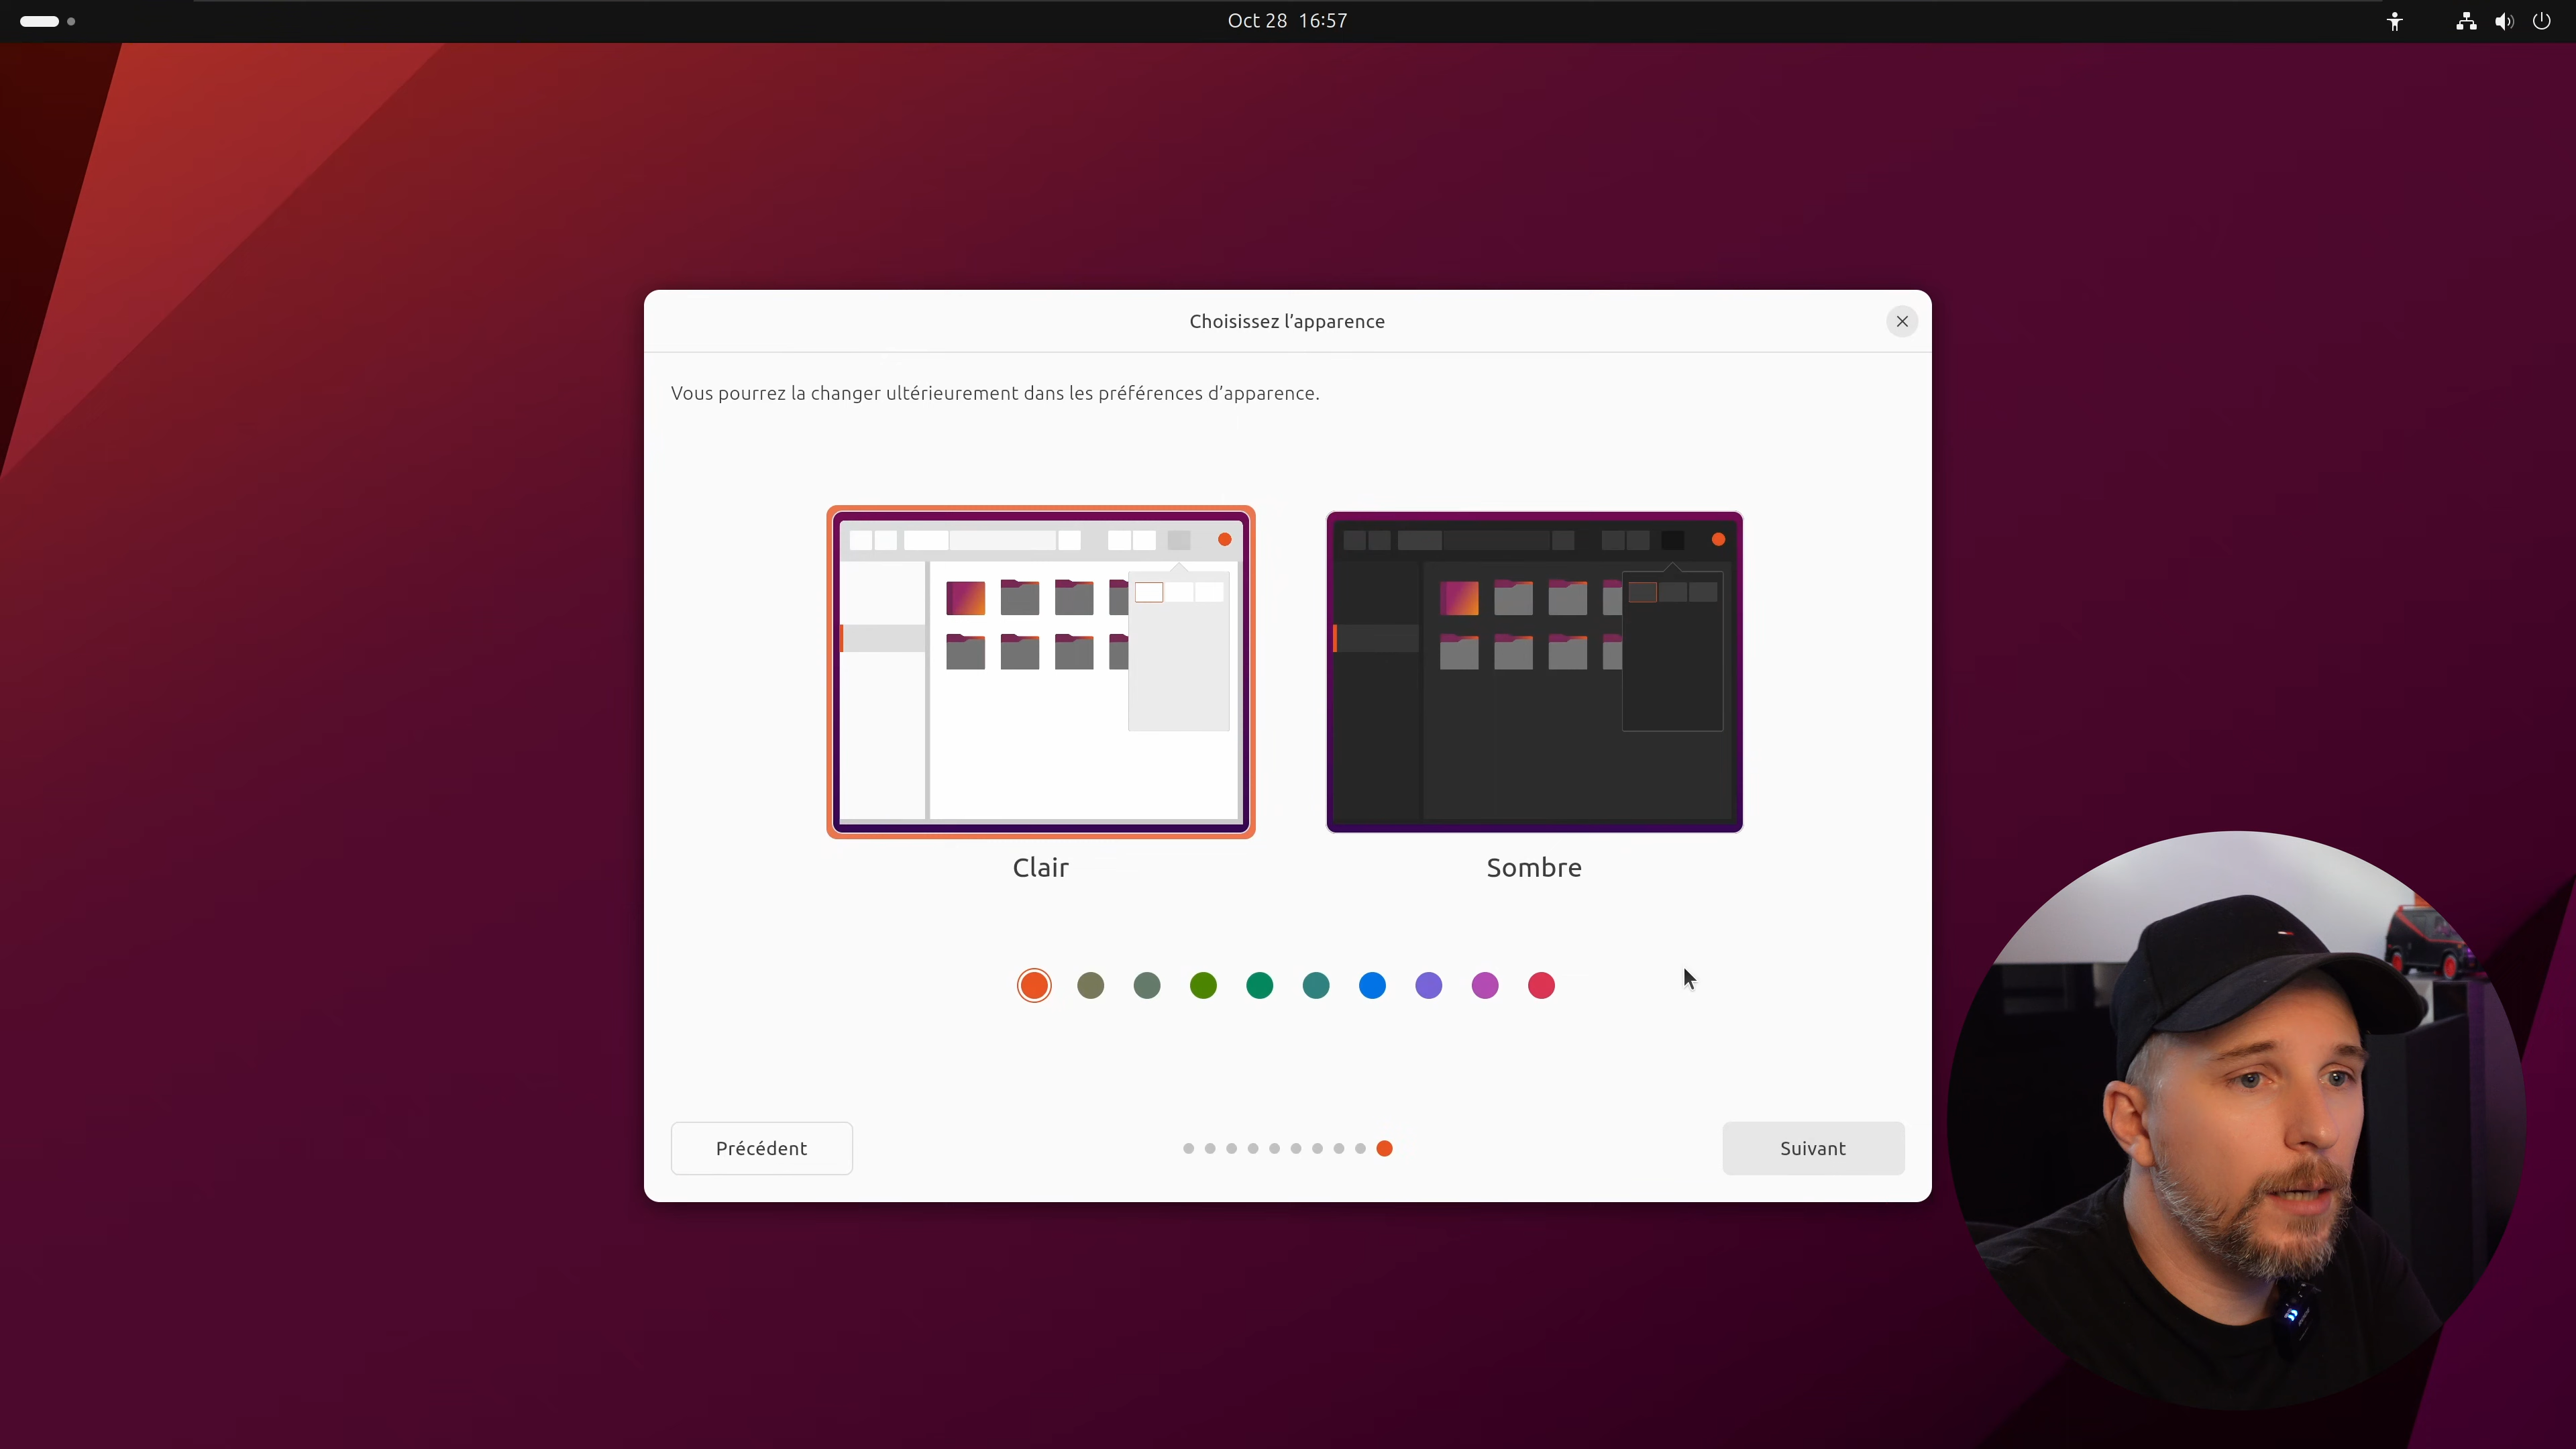 Oct 28 16:57
Choisissez l’apparence
Vous pourrez la changer ultérieurement dans les préférences d’apparence.
Clair
Sombre
Précédent
Suivant